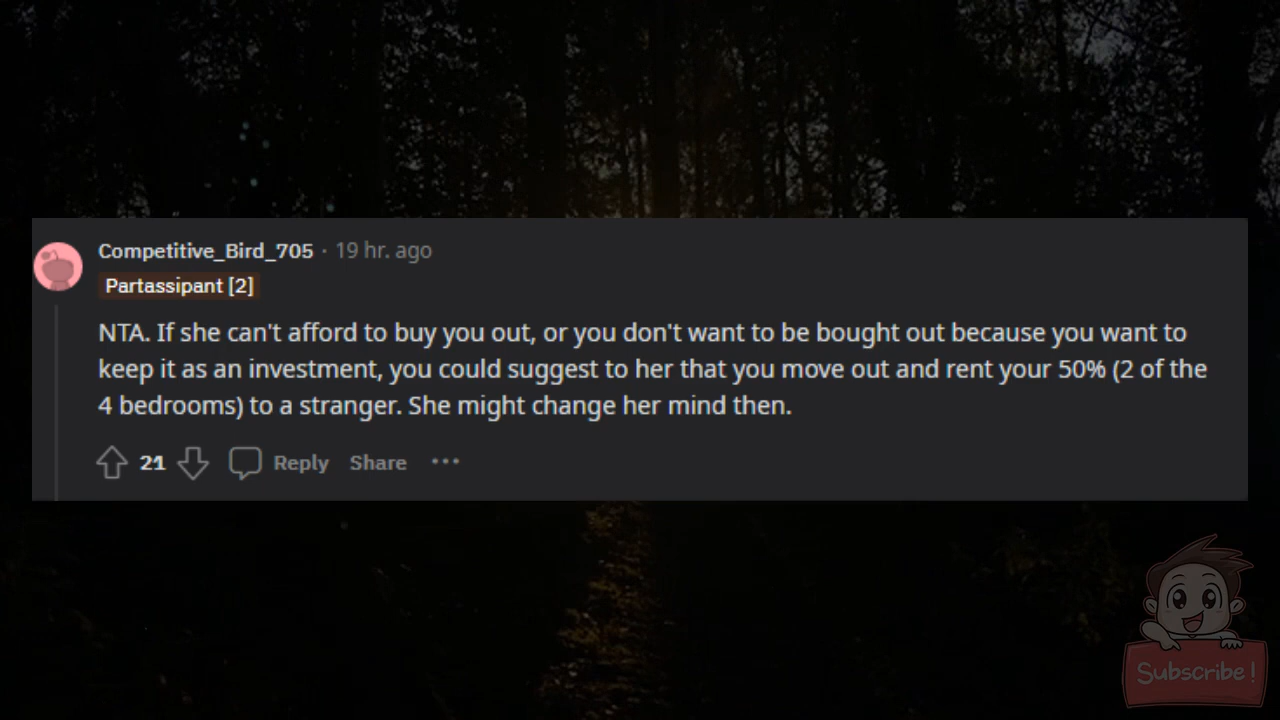 Competitive_Bird_705 · 19 hr. ago
Partassipant [2]
NTA. If she can't afford to buy you out, or you don't want to be bought out because you want to
keep it as an investment, you could suggest to her that you move out and rent your 50% (2 of the
4 bedrooms) to a stranger. She might change her mind then.
21 Reply Share ···
Subscribe!